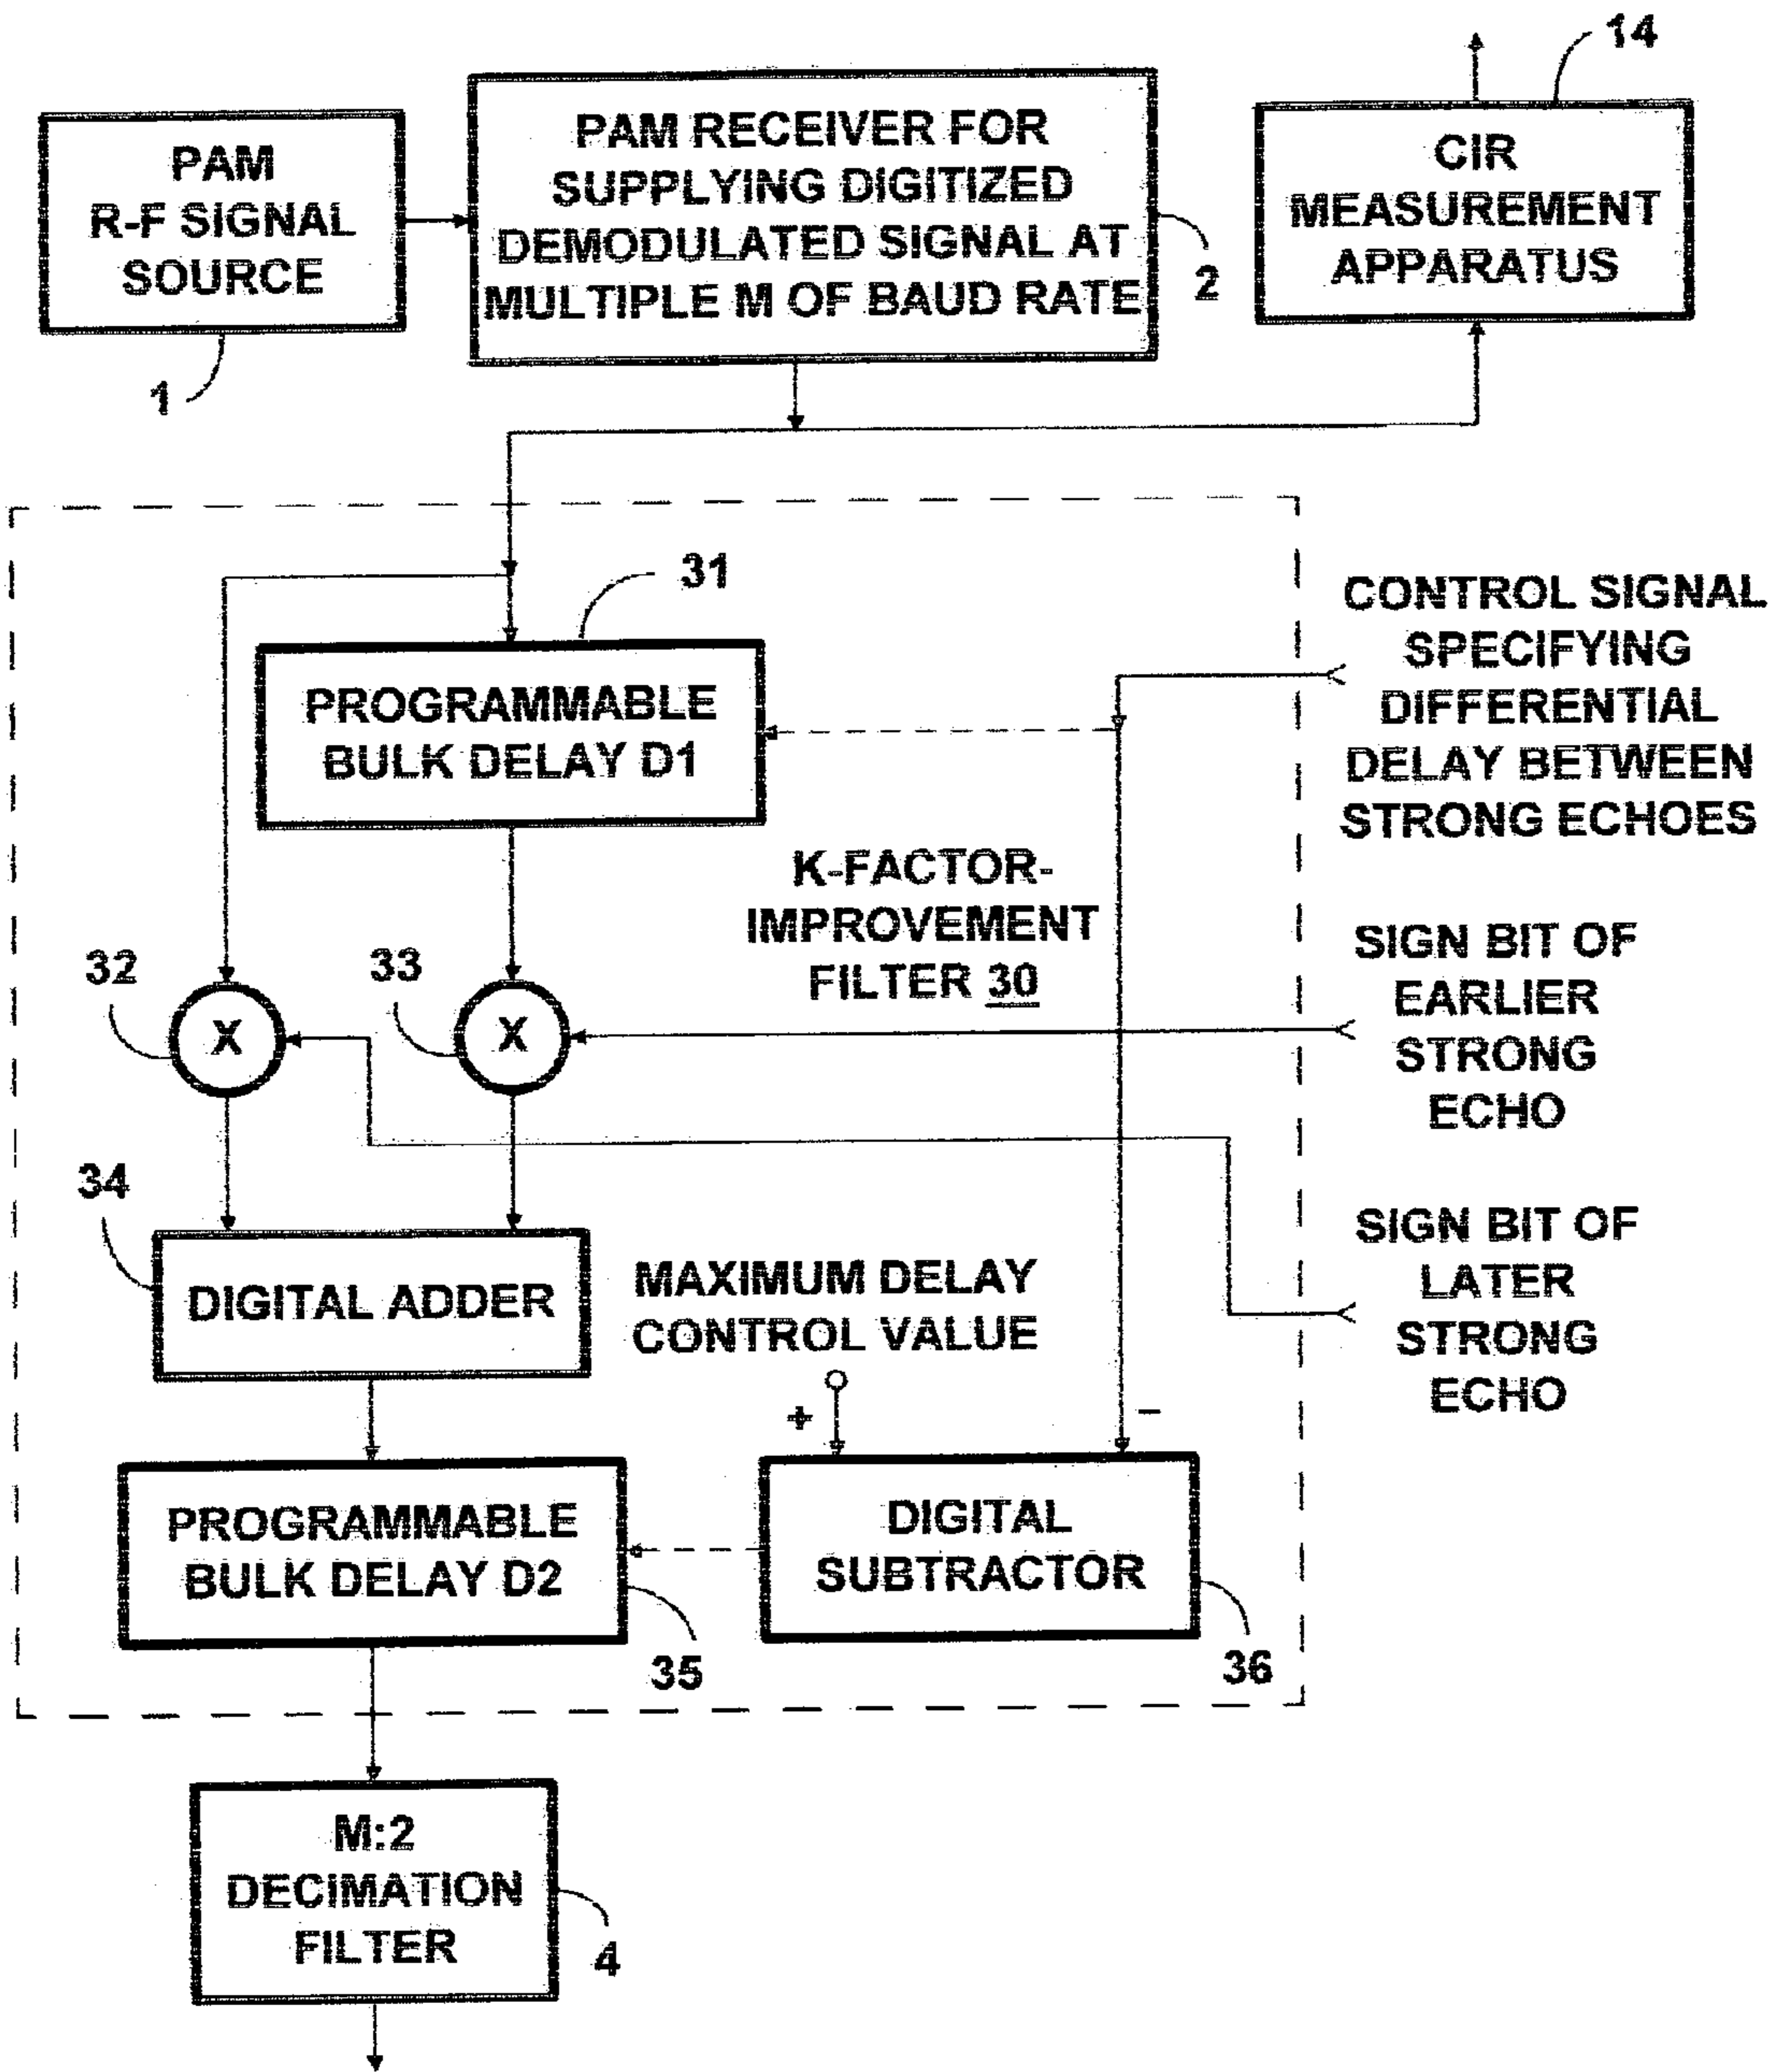 14
PAM
R-F SIGNAL
SOURCE
1
PAM RECEIVER FOR
SUPPLYING DIGITIZED
DEMODULATED SIGNAL AT
MULTIPLE M OF BAUD RATE
2
CIR
MEASUREMENT
APPARATUS
31
PROGRAMMABLE
BULK DELAY D1
CONTROL SIGNAL
SPECIFYING
DIFFERENTIAL
DELAY BETWEEN
STRONG ECHOES
K-FACTOR-
IMPROVEMENT
FILTER 30
32
X
33
X
SIGN BIT OF
EARLIER
STRONG
ECHO
34
DIGITAL ADDER
MAXIMUM DELAY
CONTROL VALUE
+
-
SIGN BIT OF
LATER
STRONG
ECHO
PROGRAMMABLE
BULK DELAY D2
35
DIGITAL
SUBTRACTOR
36
M:2
DECIMATION
FILTER
4